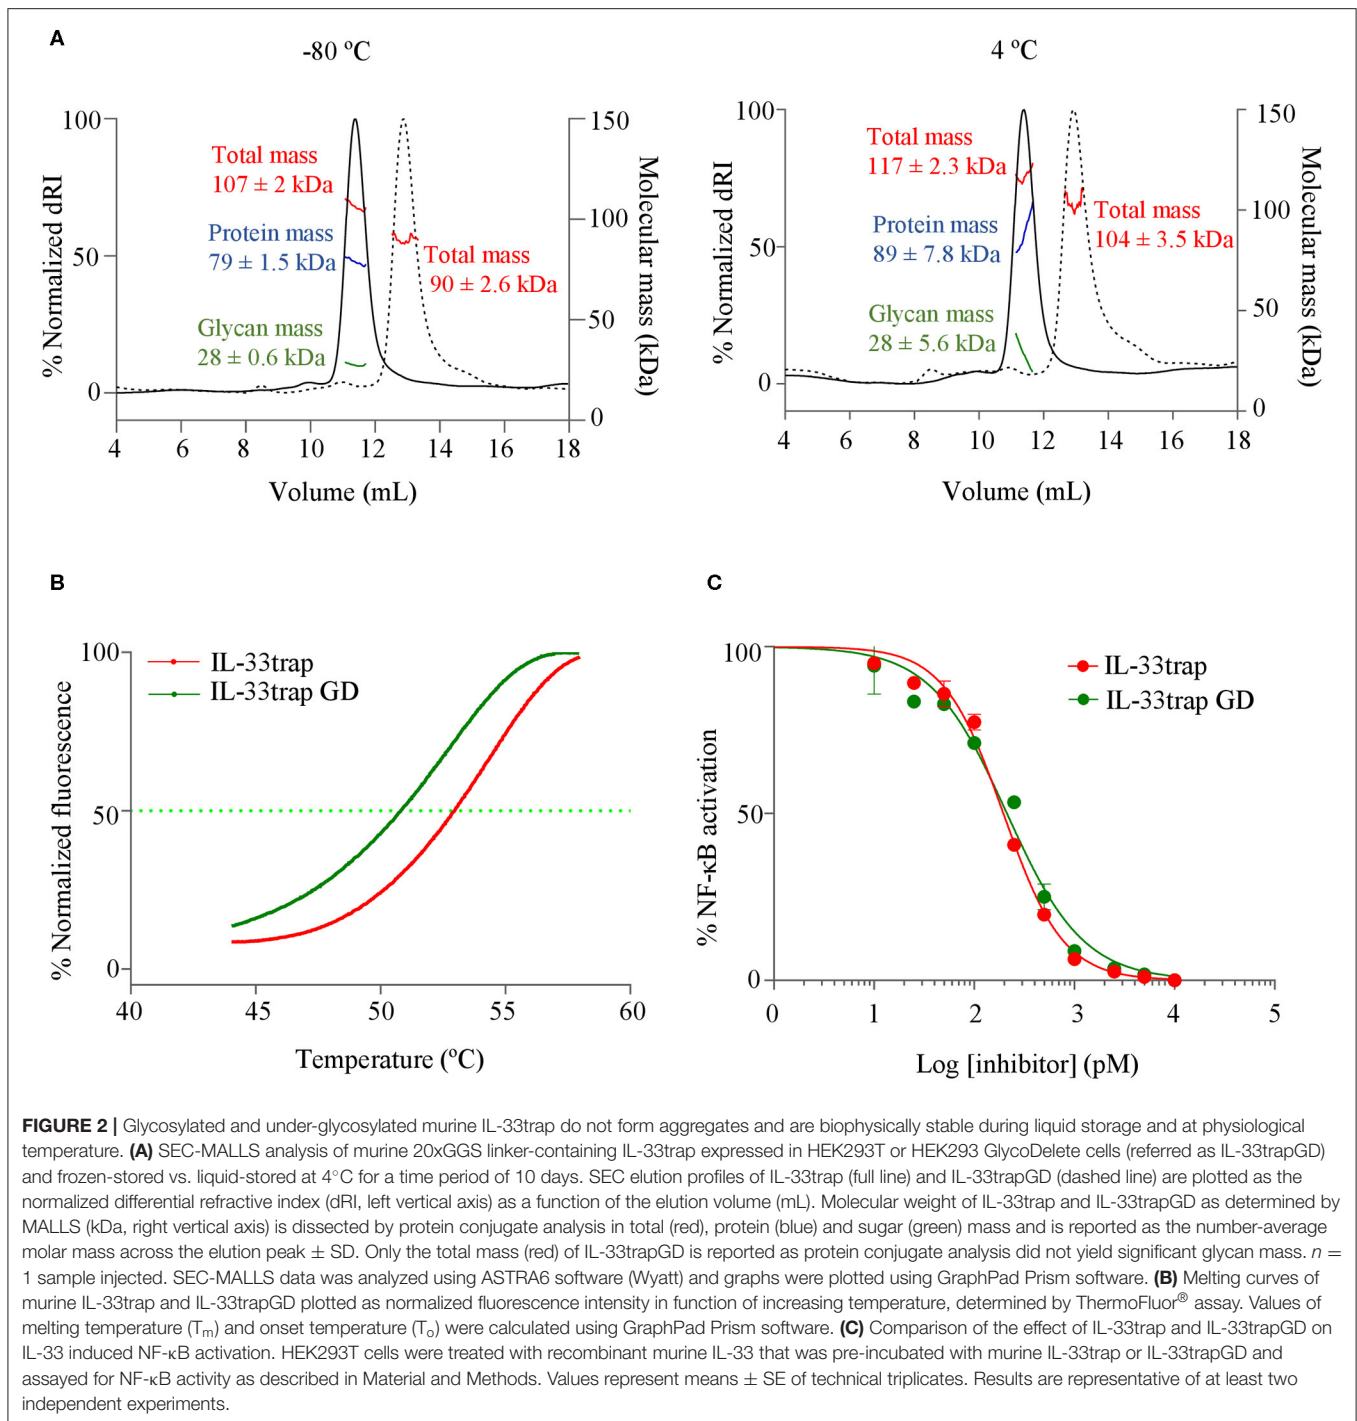 A
-80 ºC
4 ºC
% Normalized dRI
100
50
0
Total mass
107 ± 2 kDa
Protein mass
79 ± 1.5 kDa
Glycan mass
28 ± 0.6 kDa
Total mass
90 ± 2.6 kDa
150
100
50
0
Molecular mass (kDa)
4 6 8 10 12 14 16 18
Volume (mL)
% Normalized dRI
100
50
0
Total mass
117 ± 2.3 kDa
Protein mass
89 ± 7.8 kDa
Glycan mass
28 ± 5.6 kDa
Total mass
104 ± 3.5 kDa
150
100
50
0
Molecular mass (kDa)
4 6 8 10 12 14 16 18
Volume (mL)
B
% Normalized fluorescence
100
50
0
IL-33trap
IL-33trap GD
40 45 50 55 60
Temperature (ºC)
C
% NF-κB activation
100
50
0
IL-33trap
IL-33trap GD
0 1 2 3 4 5
Log [inhibitor] (pM)
FIGURE 2 | Glycosylated and under-glycosylated murine IL-33trap do not form aggregates and are biophysically stable during liquid storage and at physiological
temperature. (A) SEC-MALLS analysis of murine 20xGGS linker-containing IL-33trap expressed in HEK293T or HEK293 GlycoDelete cells (referred as IL-33trapGD)
and frozen-stored vs. liquid-stored at 4°C for a time period of 10 days. SEC elution profiles of IL-33trap (full line) and IL-33trapGD (dashed line) are plotted as the
normalized differential refractive index (dRI, left vertical axis) as a function of the elution volume (mL). Molecular weight of IL-33trap and IL-33trapGD as determined by
MALLS (kDa, right vertical axis) is dissected by protein conjugate analysis in total (red), protein (blue) and sugar (green) mass and is reported as the number-average
molar mass across the elution peak ± SD. Only the total mass (red) of IL-33trapGD is reported as protein conjugate analysis did not yield significant glycan mass. n =
1 sample injected. SEC-MALLS data was analyzed using ASTRA6 software (Wyatt) and graphs were plotted using GraphPad Prism software. (B) Melting curves of
murine IL-33trap and IL-33trapGD plotted as normalized fluorescence intensity in function of increasing temperature, determined by ThermoFluor® assay. Values of
melting temperature (Tm) and onset temperature (To) were calculated using GraphPad Prism software. (C) Comparison of the effect of IL-33trap and IL-33trapGD on
IL-33 induced NF-κB activation. HEK293T cells were treated with recombinant murine IL-33 that was pre-incubated with murine IL-33trap or IL-33trapGD and
assayed for NF-κB activity as described in Material and Methods. Values represent means ± SE of technical triplicates. Results are representative of at least two
independent experiments.